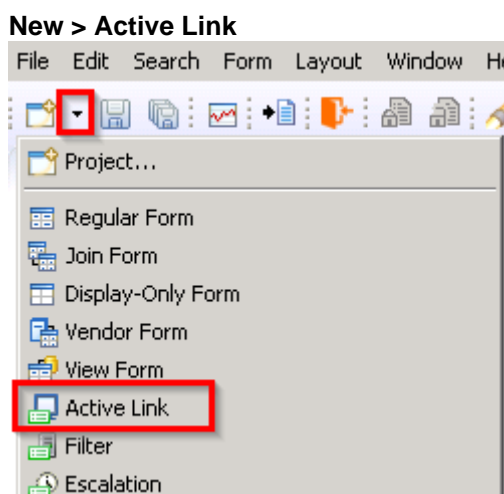 New > Active Link
File Edit Search Form Layout Window
Project...
Regular Form
Join Form
Display-Only Form
Vendor Form
View Form
Active Link
Filter
Escalation